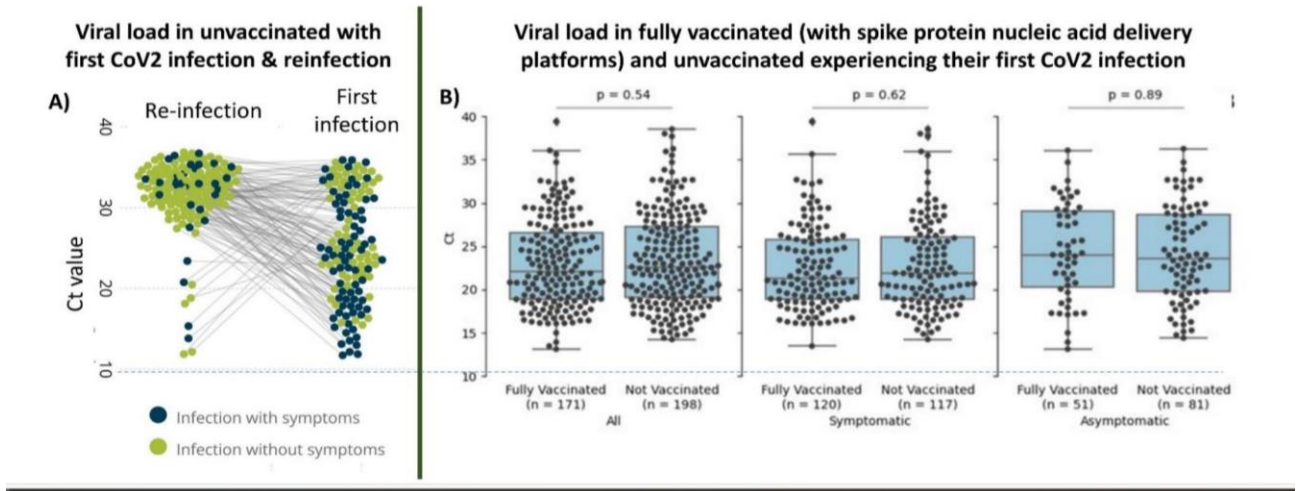 Viral load in unvaccinated with
first CoV2 infection & reinfection
A)
Re-infection
First
infection
40
30
20
10
Ct value
Infection with symptoms
Infection without symptoms
Viral load in fully vaccinated (with spike protein nucleic acid delivery
platforms) and unvaccinated experiencing their first CoV2 infection
B)
p = 0.54
p = 0.62
p = 0.89
40
35
30
25
20
15
10
Ct
Fully Vaccinated
(n = 171)
Not Vaccinated
(n = 198)
All
Fully Vaccinated
(n = 120)
Not Vaccinated
(n = 117)
Symptomatic
Fully Vaccinated
(n = 51)
Not Vaccinated
(n = 81)
Asymptomatic